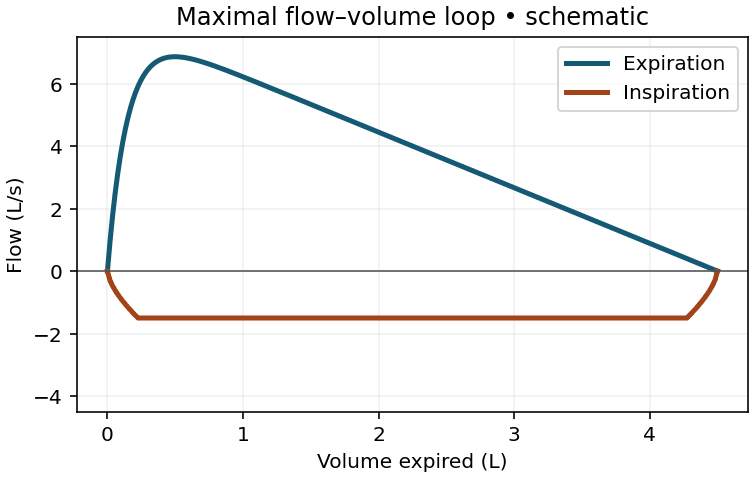 Maximal flow–volume loop • schematic
Expiration
Inspiration
Flow (L/s)
6
4
2
0
−2
−4
0 1 2 3 4
Volume expired (L)